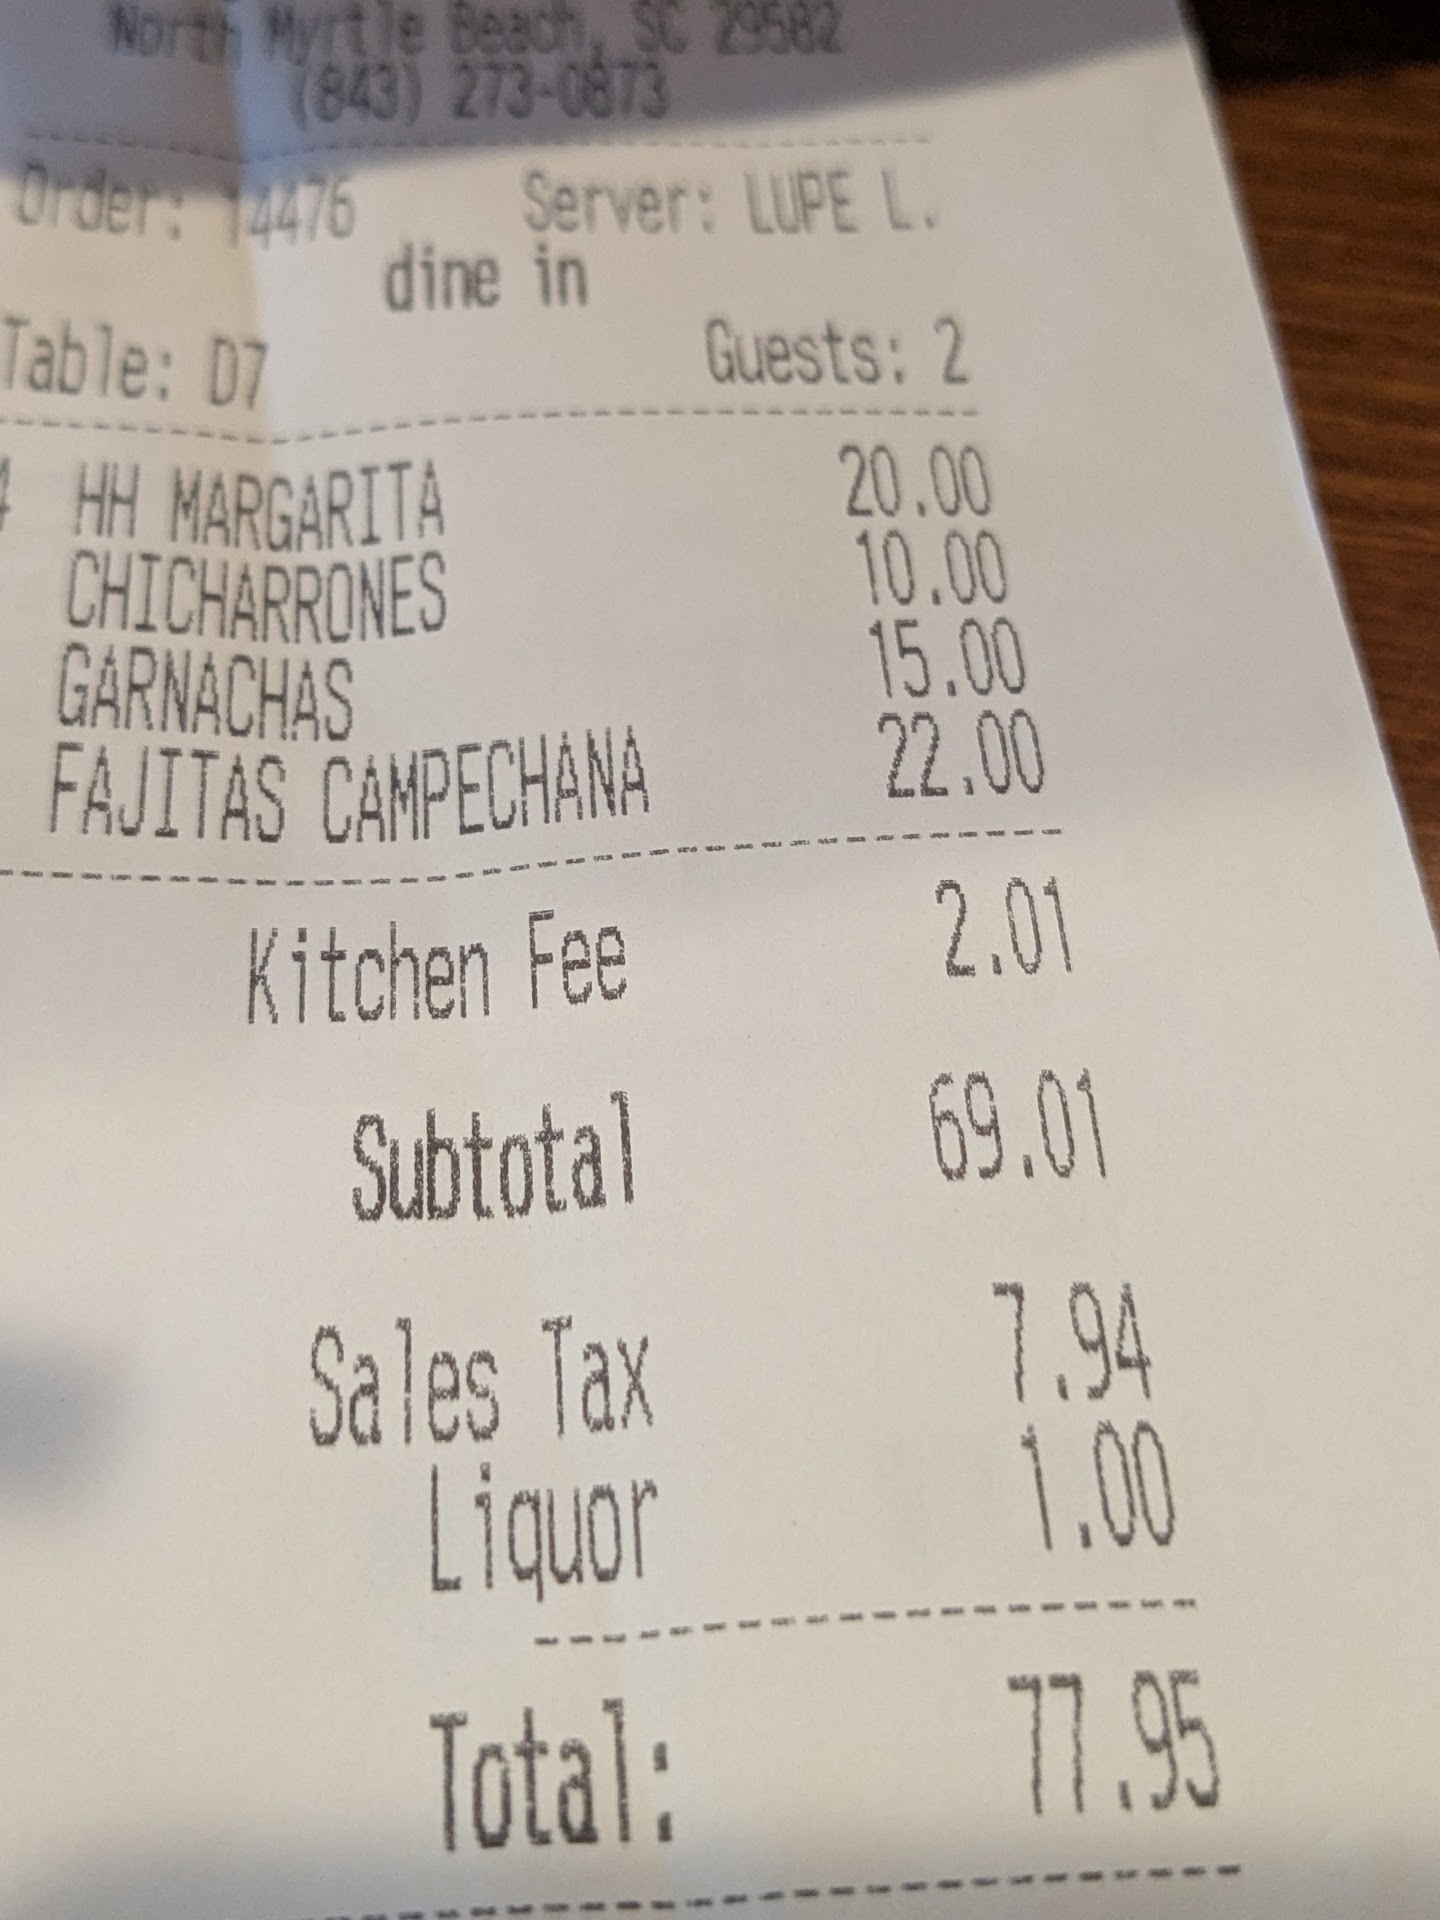 North Myrtle Beach, SC 29582
(843) 273-0873
Order: 14476 Server: LUPE L.
dine in
Table: D7 Guests: 2
4 HH MARGARITA 20.00
CHICHARRONES 10.00
GARNACHAS 15.00
FAJITAS CAMPECHANA 22.00
Kitchen Fee 2.01
Subtotal 69.01
Sales Tax 7.94
Liquor 1.00
Total: 77.95